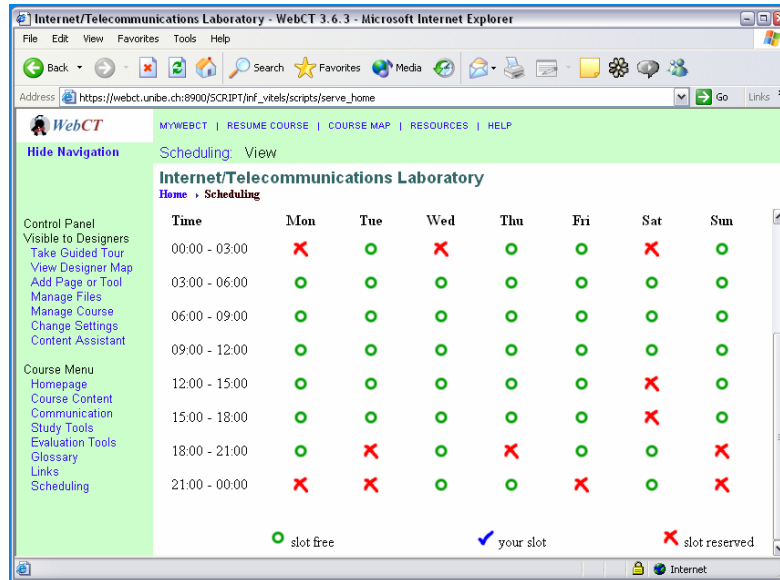 Internet/Telecommunications Laboratory - WebCT 3.6.3 - Microsoft Internet Explorer
File Edit View Favorites Tools Help
Back Search Favorites Media
Address https://webct.unibe.ch:8900/SCRIPT/inf_vitels/scripts/serve_home Go Links
WebCT MYWEBCT | RESUME COURSE | COURSE MAP | RESOURCES | HELP
Hide Navigation Scheduling: View
Internet/Telecommunications Laboratory
Home › Scheduling
Control Panel
Visible to Designers
Take Guided Tour
View Designer Map
Add Page or Tool
Manage Files
Manage Course
Change Settings
Content Assistant
Course Menu
Homepage
Course Content
Communication
Study Tools
Evaluation Tools
Glossary
Links
Scheduling
Time Mon Tue Wed Thu Fri Sat Sun
00:00 - 03:00
03:00 - 06:00
06:00 - 09:00
09:00 - 12:00
12:00 - 15:00
15:00 - 18:00
18:00 - 21:00
21:00 - 00:00
slot free your slot slot reserved
Internet